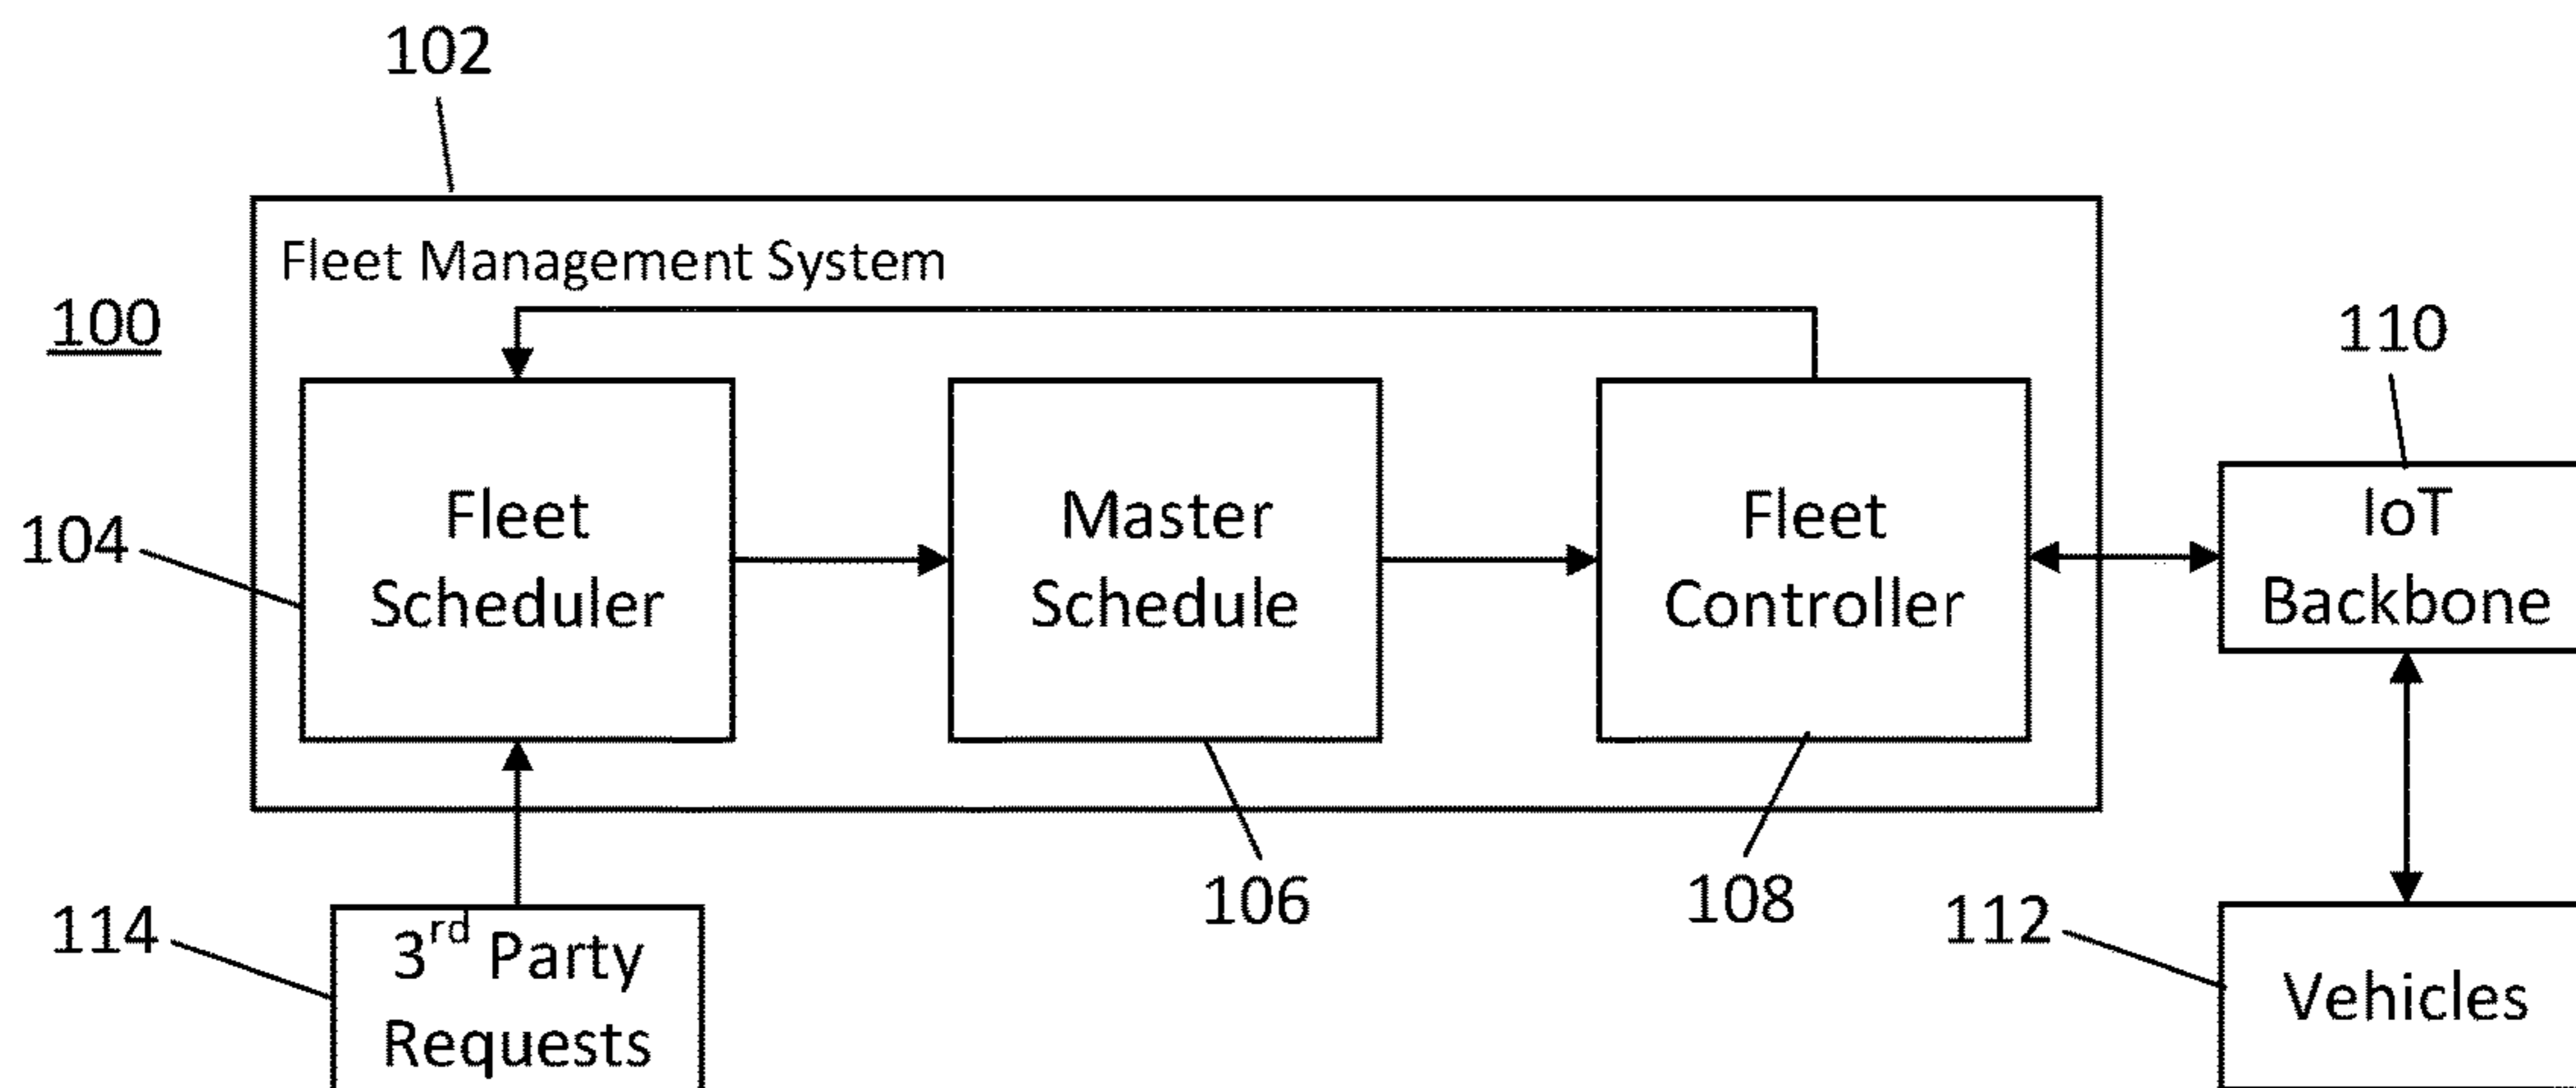 102
Fleet Management System
100
110
Fleet
Scheduler
Master
Schedule
Fleet
Controller
IoT
Backbone
104
106
108
114
3rd Party
Requests
112
Vehicles